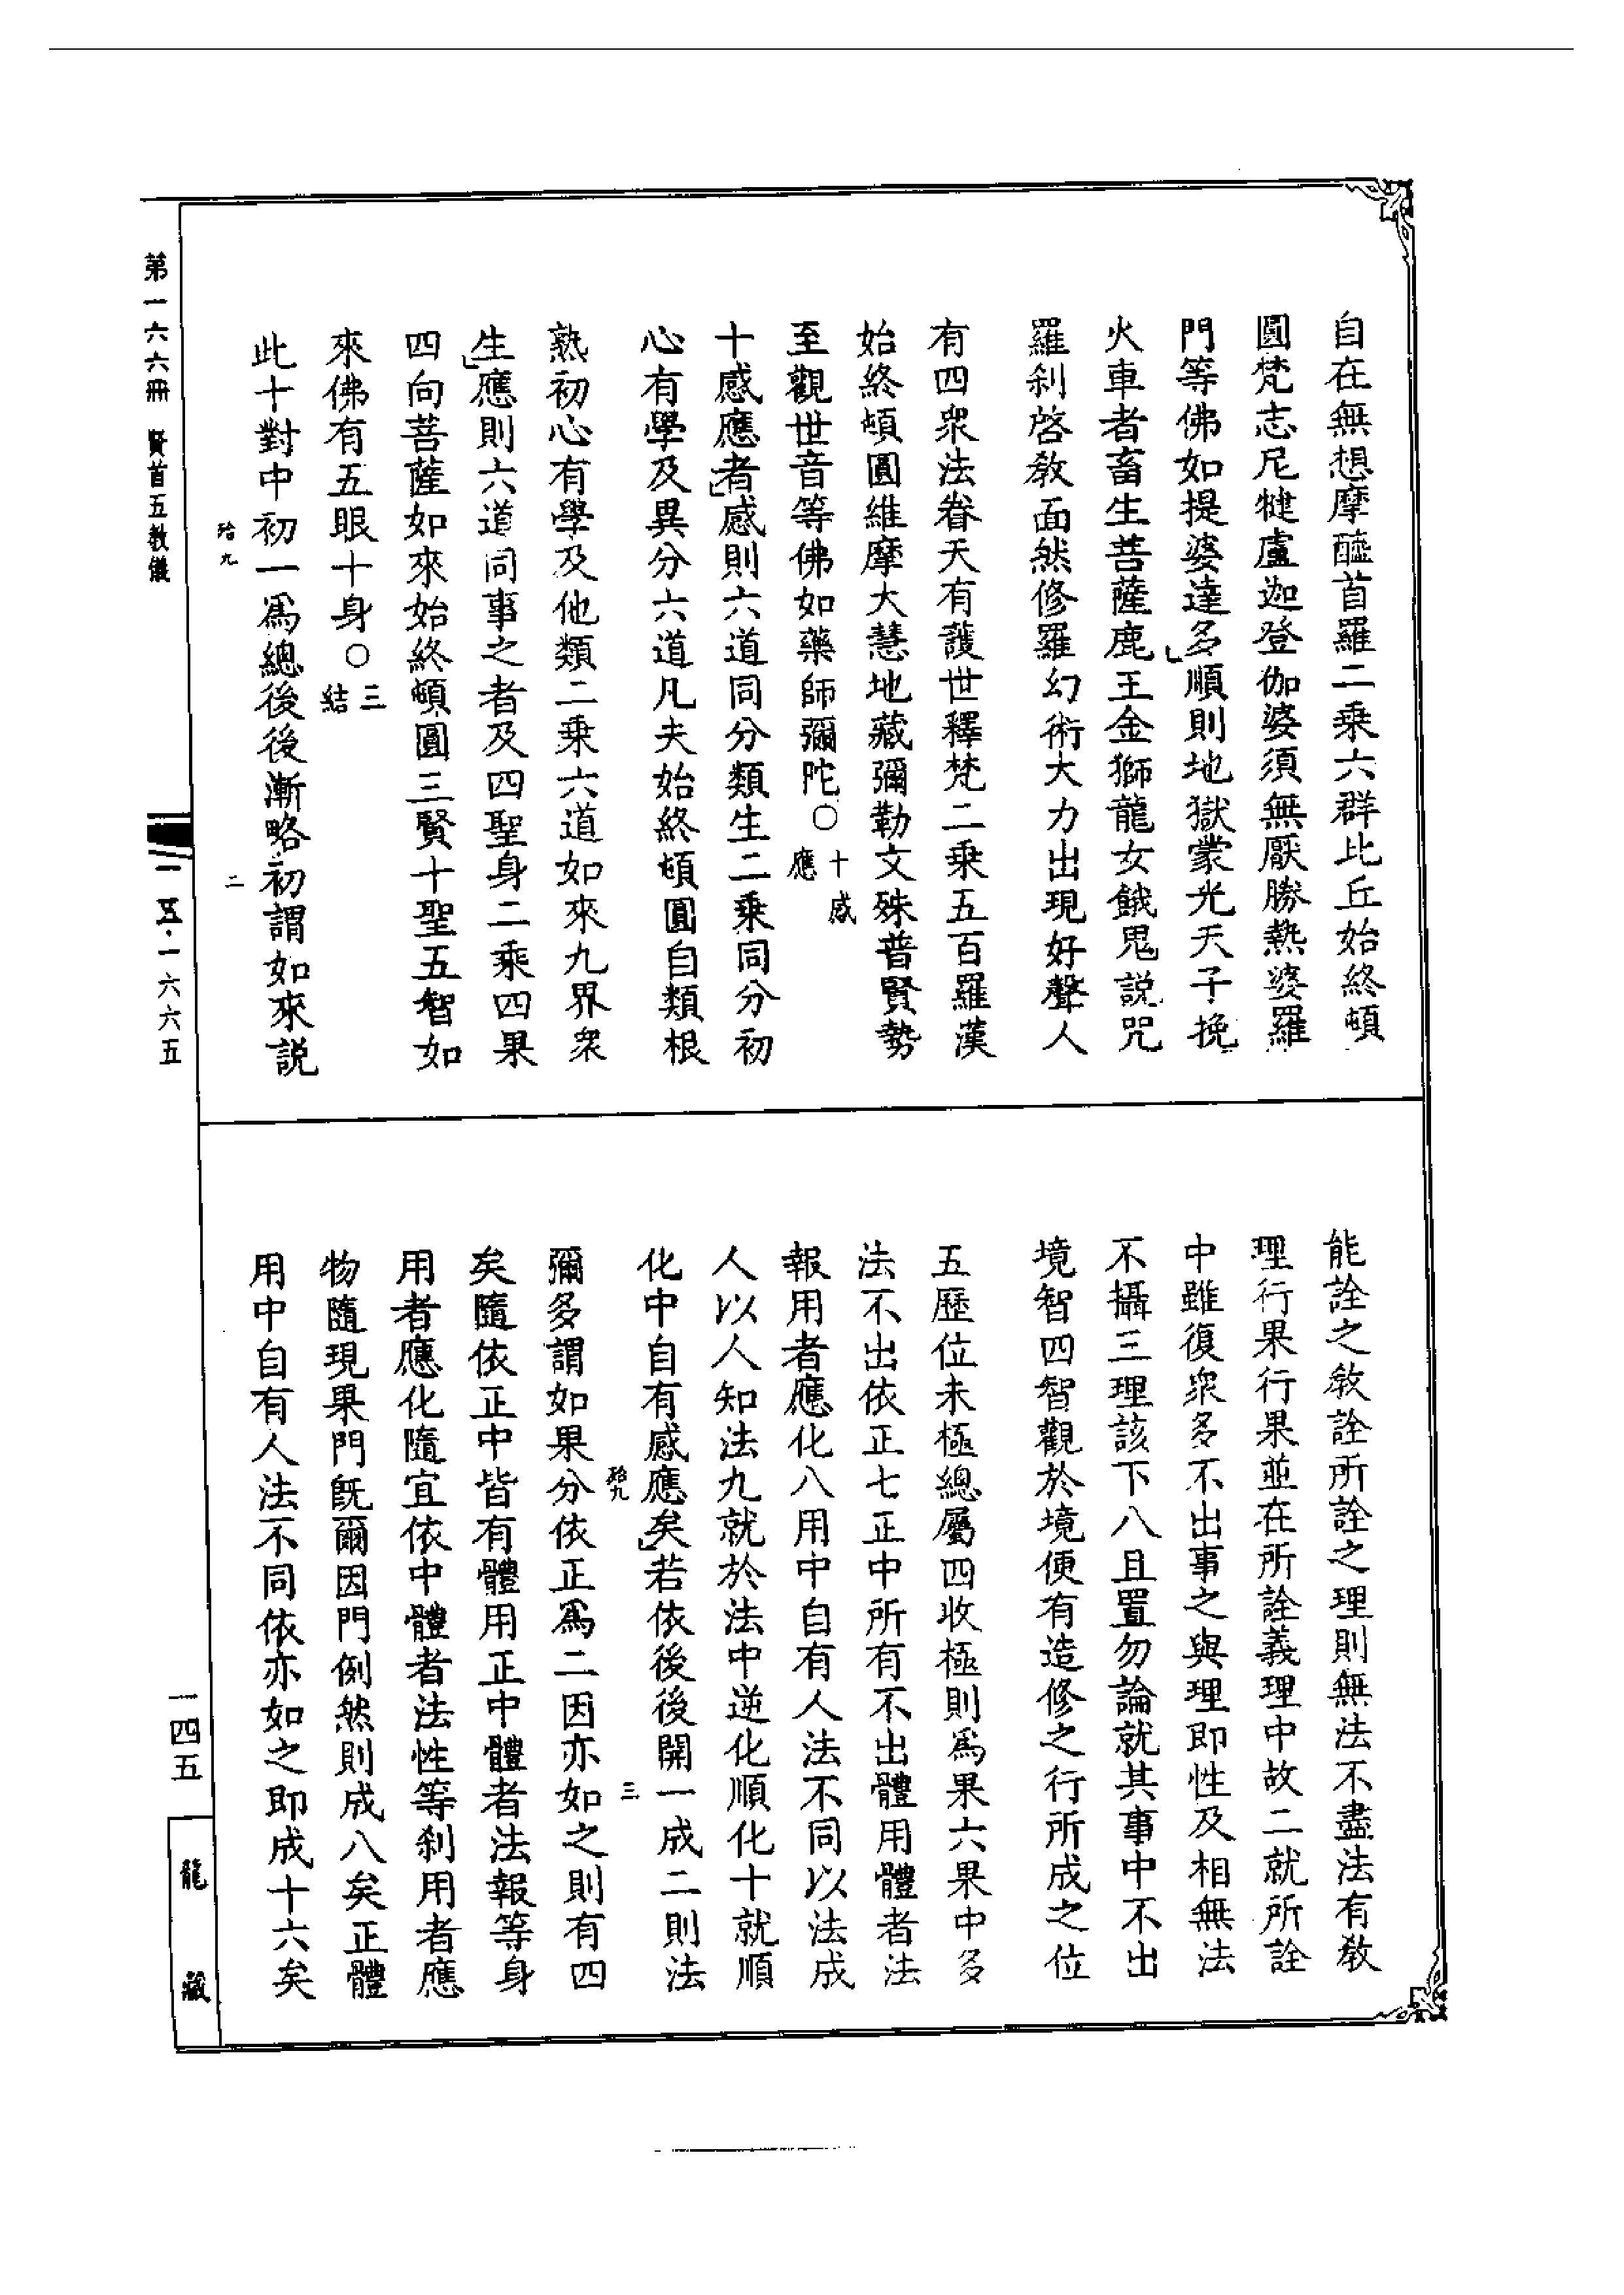 自在無想摩醯首羅二乘六群比丘始終頓
圓梵志尼犍盧迦登伽婆須無厭勝熱婆羅
門等佛如提婆達多順則地獄蒙光天子挽
火車者畜生菩薩鹿王金獅龍女餓鬼説咒
羅刹啓教面然修羅幻術大力出現好聲人
有四衆法眷天有護世釋梵二乘五百羅漢
始終頓圓維摩大慧地藏彌勒文殊普賢勢
至觀世音等佛如藥師彌陀〇十感應
十感應者感則六道同分類生二乘同分初
心有學及異分六道凡夫始終頓圓自類根
熟初心有學及他類二乘六道如來九界衆
生應則六道同事之者及四聖身二乘四果
四向菩薩如來始終頓圓三賢十聖五智如
來佛有五眼十身〇三結
此十對中初一爲總後後漸略初謂如來説
殆九 二
第一六六冊 賢首五教儀
一五·一六六五
能詮之教詮所詮之理則無法不盡法有教
理行果行果並在所詮義理中故二就所詮
中雖復衆多不出事之與理即性及相無法
不攝三理該下八且置勿論就其事中不出
境智四智觀於境便有造修之行所成之位
五歷位未極總屬四收極則爲果六果中多
法不出依正七正中所有不出體用體者法
報用者應化八用中自有人法不同以法成
人以人知法九就於法中逆化順化十就順
化中自有感應矣若依後後開一成二則法
殆九 三
彌多謂如果分依正爲二因亦如之則有四
矣隨依正中皆有體用正中體者法報等身
用者應化隨宜依中體者法性等刹用者應
物隨現果門既爾因門例然則成八矣正體
用中自有人法不同依亦如之即成十六矣
一四五
龍藏